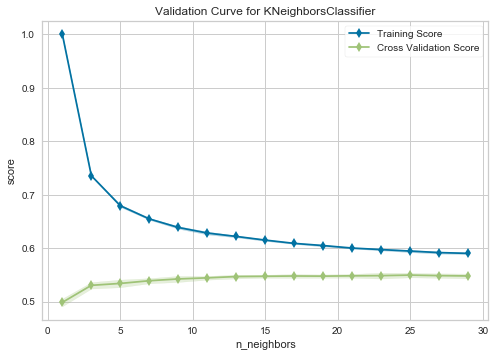 Validation Curve for KNeighborsClassifier
Training Score
Cross Validation Score
1.0
0.9
0.8
0.7
0.6
0.5
score
0 5 10 15 20 25 30
n_neighbors